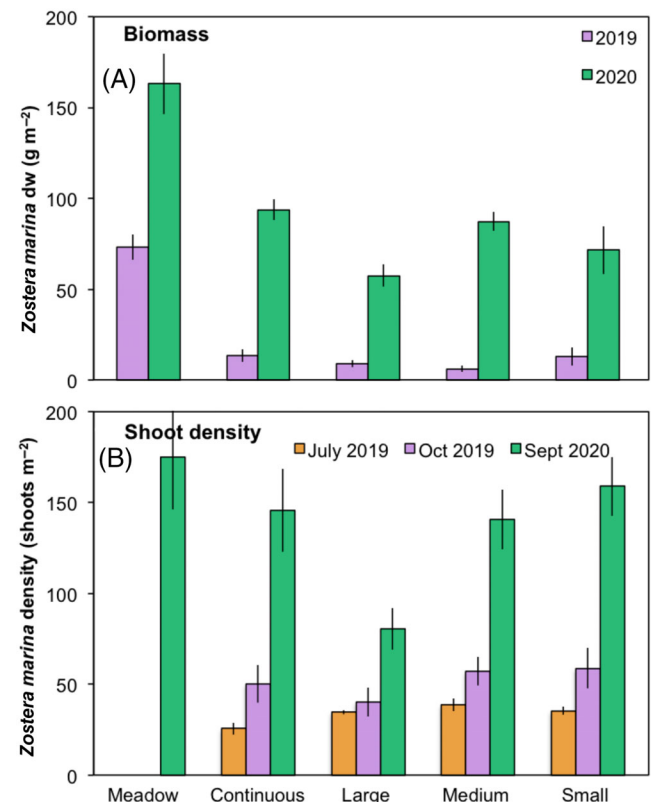 Biomass
(A)
2019
2020
Zostera marina dw (g m⁻²)
200
150
100
50
0
Shoot density
(B)
July 2019 Oct 2019 Sept 2020
Zostera marina density (shoots m⁻²)
200
150
100
50
0
Meadow Continuous Large Medium Small